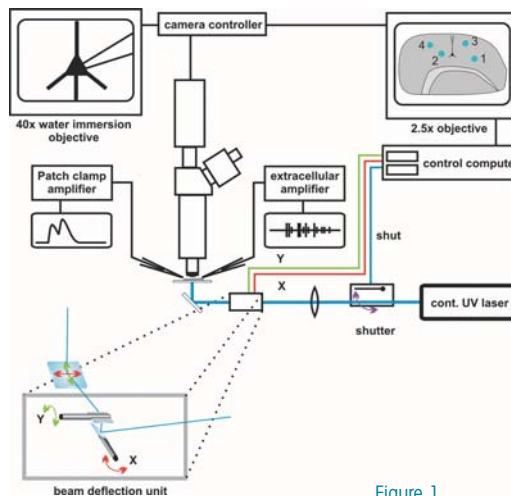 camera controller
4
3
2
1
40x water immersion
objective
2.5x objective
Patch clamp
amplifier
extracellular
amplifier
control compute
shut
Y
X
cont. UV laser
shutter
Y
X
beam deflection unit
Figure 1